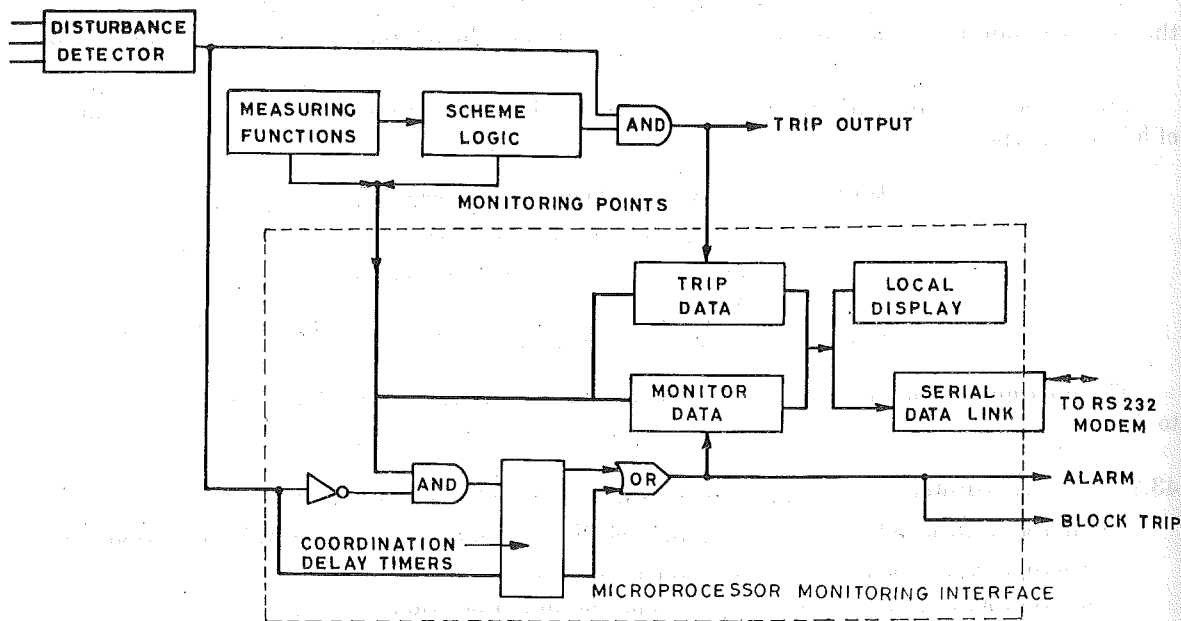 DISTURBANCE
DETECTOR
MEASURING
FUNCTIONS
SCHEME
LOGIC
AND
TRIP OUTPUT
MONITORING POINTS
TRIP
DATA
LOCAL
DISPLAY
MONITOR
DATA
SERIAL
DATA LINK
TO RS 232
MODEM
AND
OR
ALARM
BLOCK TRIP
COORDINATION
DELAY TIMERS
MICROPROCESSOR MONITORING INTERFACE